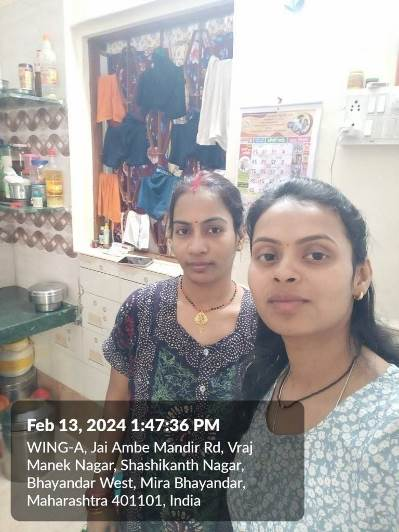 Feb 13, 2024 1:47:36 PM
WING-A, Jai Ambe Mandir Rd, Vraj
Manek Nagar, Shashikanth Nagar,
Bhayandar West, Mira Bhayandar,
Maharashtra 401101, India